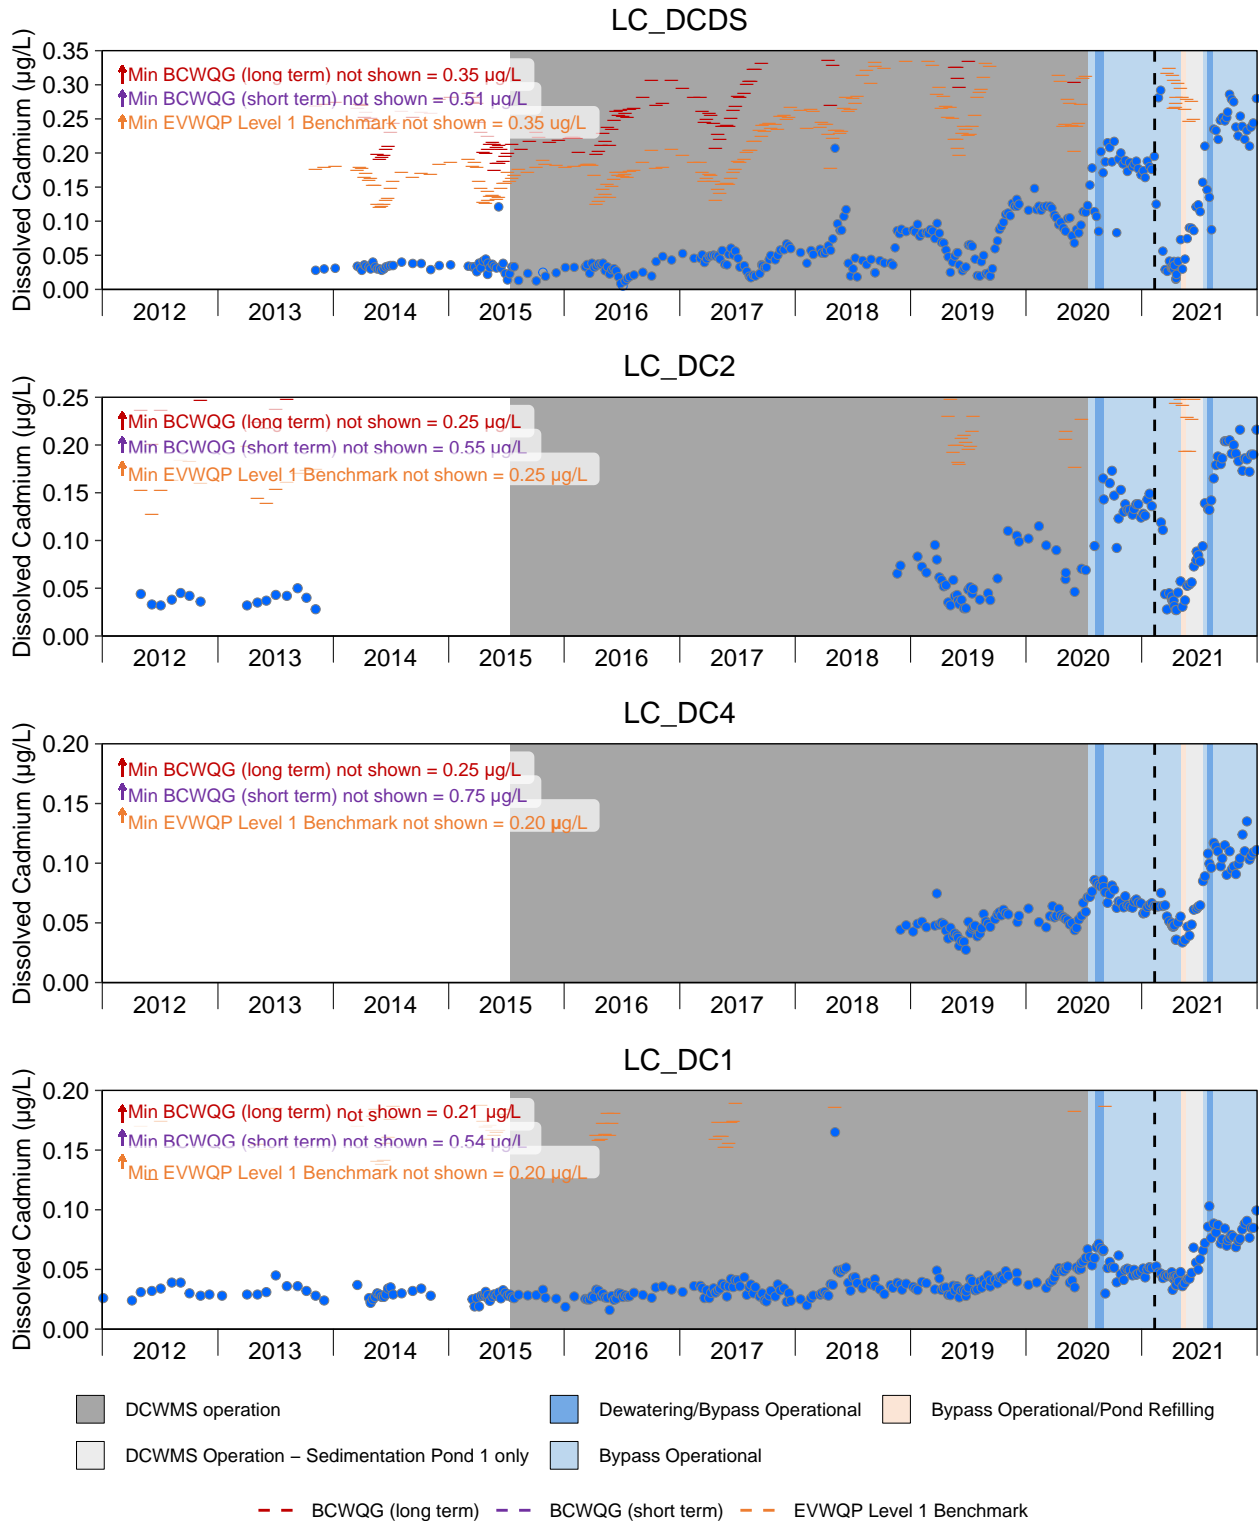 LC_DCDS
Dissolved Cadmium (µg/L)
0.35
0.30
0.25
0.20
0.15
0.10
0.05
0.00
Min BCWQG (long term) not shown = 0.35 µg/L
Min BCWQG (short term) not shown = 0.51 µg/L
Min EVWQP Level 1 Benchmark not shown = 0.35 ug/L
2012 2013 2014 2015 2016 2017 2018 2019 2020 2021
LC_DC2
Dissolved Cadmium (µg/L)
0.25
0.20
0.15
0.10
0.05
0.00
Min BCWQG (long term) not shown = 0.25 µg/L
Min BCWQG (short term) not shown = 0.55 µg/L
Min EVWQP Level 1 Benchmark not shown = 0.25 µg/L
2012 2013 2014 2015 2016 2017 2018 2019 2020 2021
LC_DC4
Dissolved Cadmium (µg/L)
0.20
0.15
0.10
0.05
0.00
Min BCWQG (long term) not shown = 0.25 µg/L
Min BCWQG (short term) not shown = 0.75 µg/L
Min EVWQP Level 1 Benchmark not shown = 0.20 µg/L
2012 2013 2014 2015 2016 2017 2018 2019 2020 2021
LC_DC1
Dissolved Cadmium (µg/L)
0.20
0.15
0.10
0.05
0.00
Min BCWQG (long term) not shown = 0.21 µg/L
Min BCWQG (short term) not shown = 0.54 µg/L
Min EVWQP Level 1 Benchmark not shown = 0.20 µg/L
2012 2013 2014 2015 2016 2017 2018 2019 2020 2021
DCWMS operation
Dewatering/Bypass Operational
Bypass Operational/Pond Refilling
DCWMS Operation – Sedimentation Pond 1 only
Bypass Operational
BCWQG (long term)
BCWQG (short term)
EVWQP Level 1 Benchmark